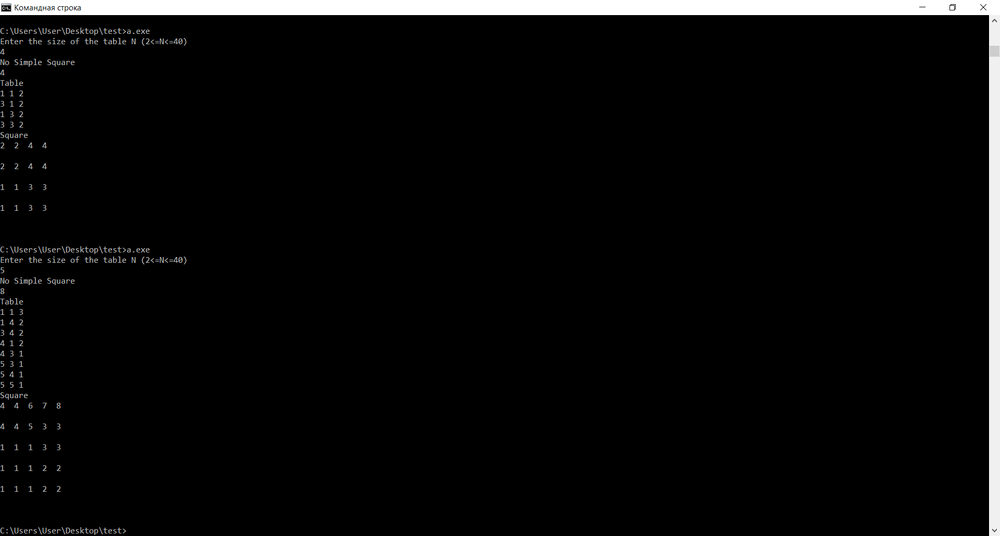 Командная строка
C:\Users\User\Desktop\test>a.exe
Enter the size of the table N (2<=N<=40)
4
No Simple Square
4
Table
1 1 2
3 1 2
1 3 2
3 3 2
Square
2  2  4  4
2  2  4  4
1  1  3  3
1  1  3  3
C:\Users\User\Desktop\test>a.exe
Enter the size of the table N (2<=N<=40)
5
No Simple Square
8
Table
1 1 3
1 4 2
3 4 2
4 1 2
4 3 1
5 3 1
5 4 1
5 5 1
Square
4  4  6  7  8
4  4  5  3  3
1  1  1  3  3
1  1  1  2  2
1  1  1  2  2
C:\Users\User\Desktop\test>